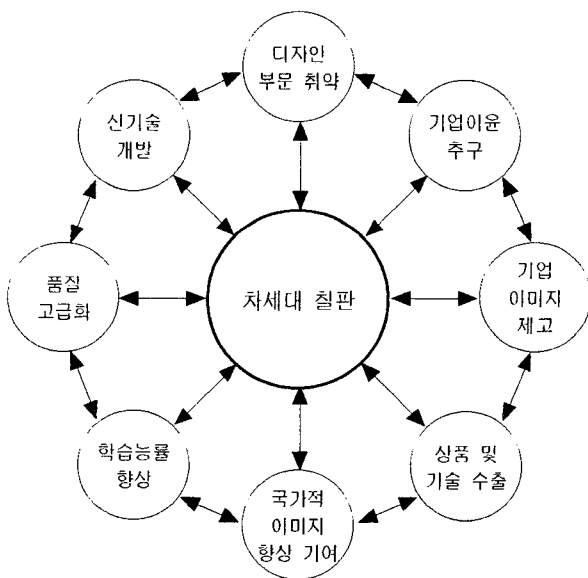 디자인
부문 취약
신기술
개발
기업이윤
추구
품질
고급화
차세대 칠판
기업
이미지
제고
학습능률
향상
국가적
이미지
향상 기여
상품 및
기술 수출